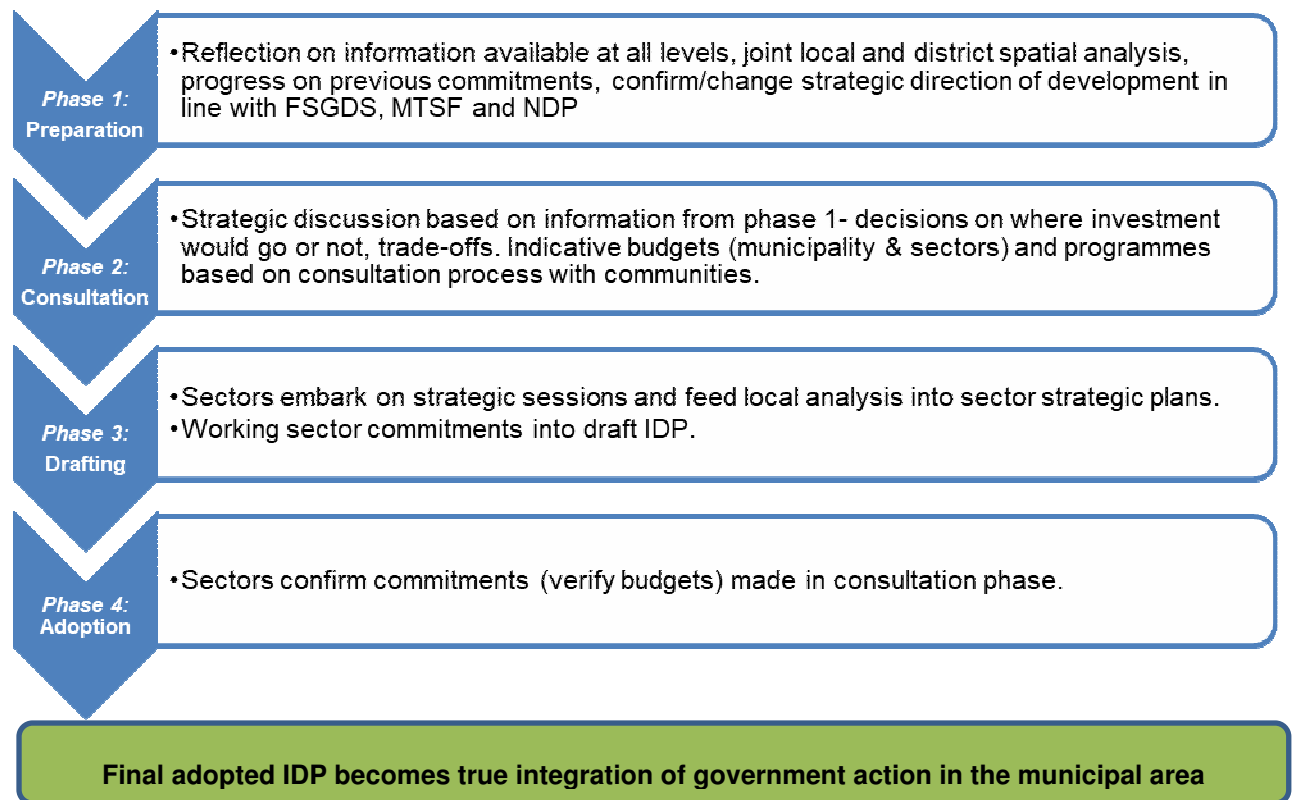 Phase 1:
Preparation
•Reflection on information available at all levels, joint local and district spatial analysis,
progress on previous commitments, confirm/change strategic direction of development in
line with FSGDS, MTSF and NDP
Phase 2:
Consultation
•Strategic discussion based on information from phase 1- decisions on where investment
would go or not, trade-offs. Indicative budgets (municipality & sectors) and programmes
based on consultation process with communities.
Phase 3:
Drafting
•Sectors embark on strategic sessions and feed local analysis into sector strategic plans.
•Working sector commitments into draft IDP.
Phase 4:
Adoption
•Sectors confirm commitments (verify budgets) made in consultation phase.
Final adopted IDP becomes true integration of government action in the municipal area